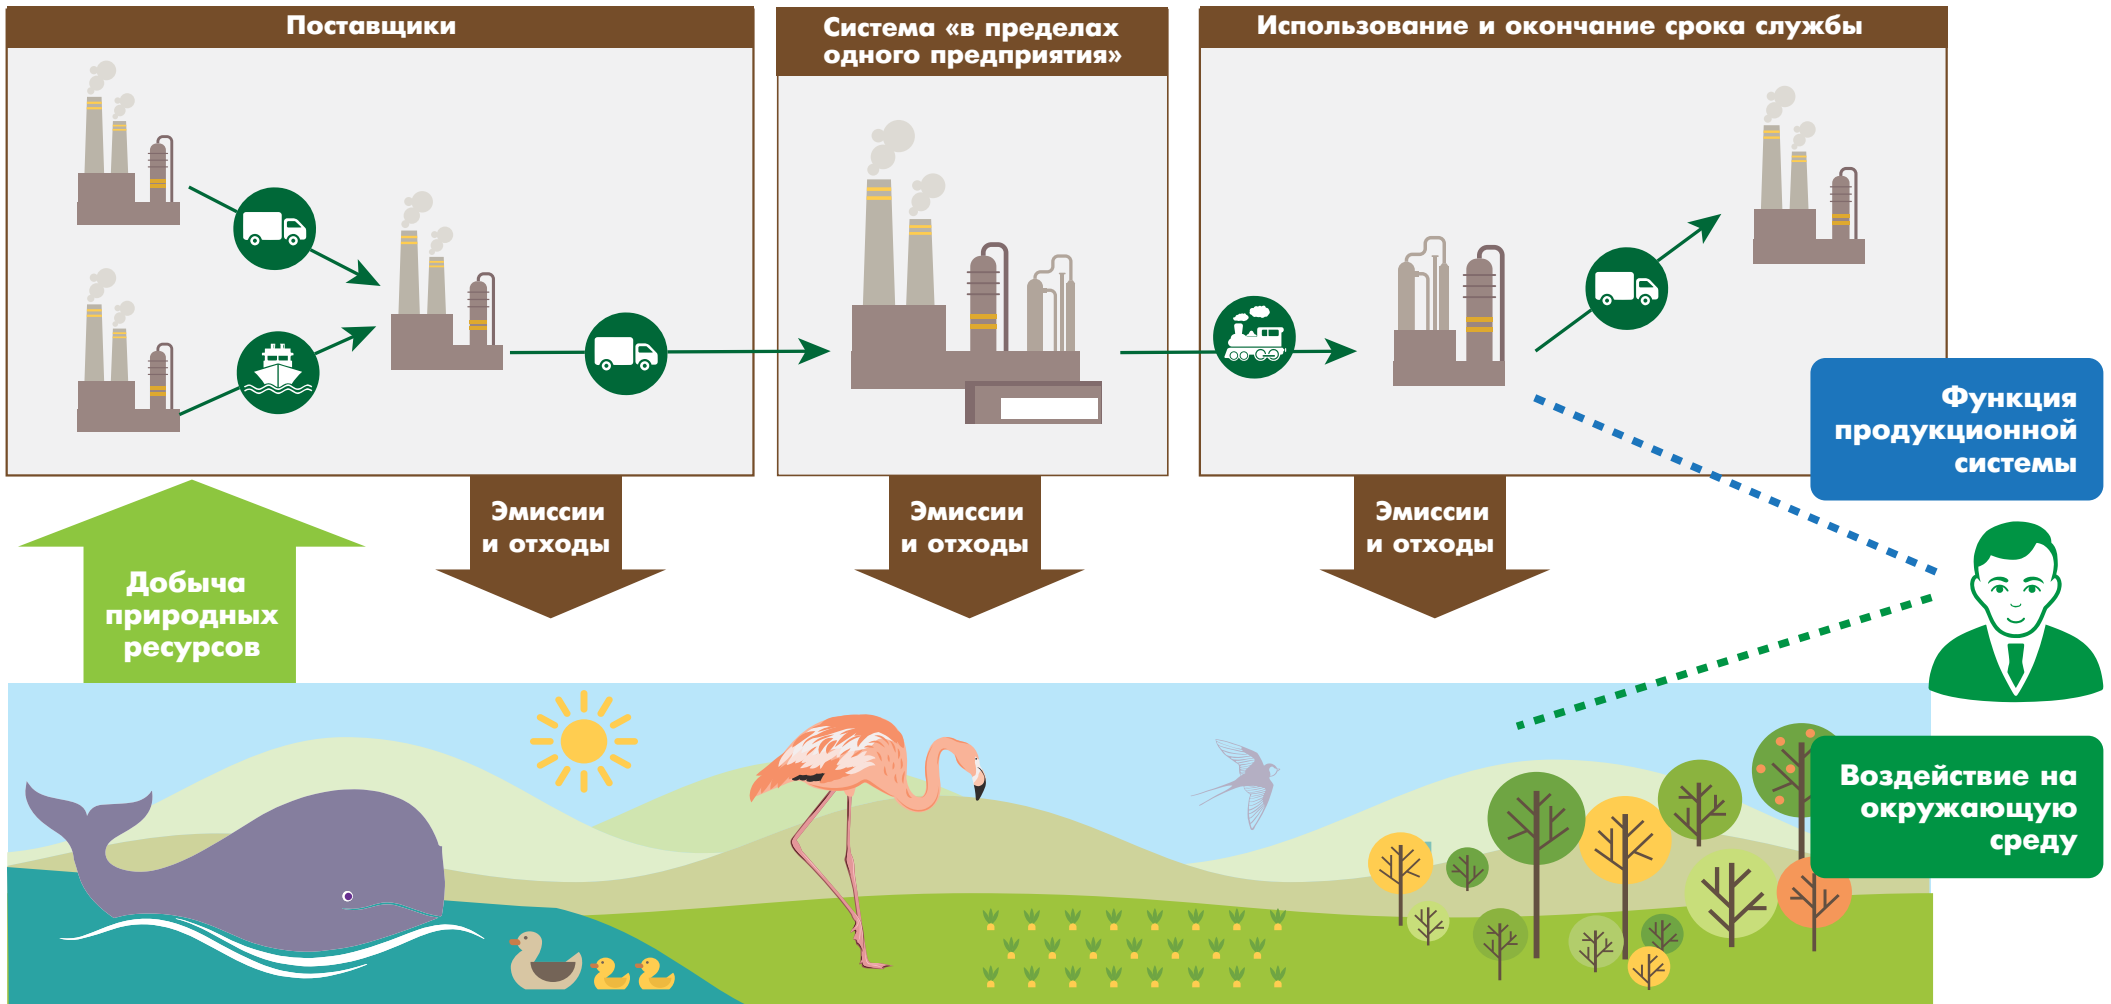 Поставщики
Система «в пределах
одного предприятия»
Использование и окончание срока службы
Функция
продукционной
системы
Эмиссии
и отходы
Эмиссии
и отходы
Эмиссии
и отходы
Добыча
природных
ресурсов
Воздействие на
окружающую
среду